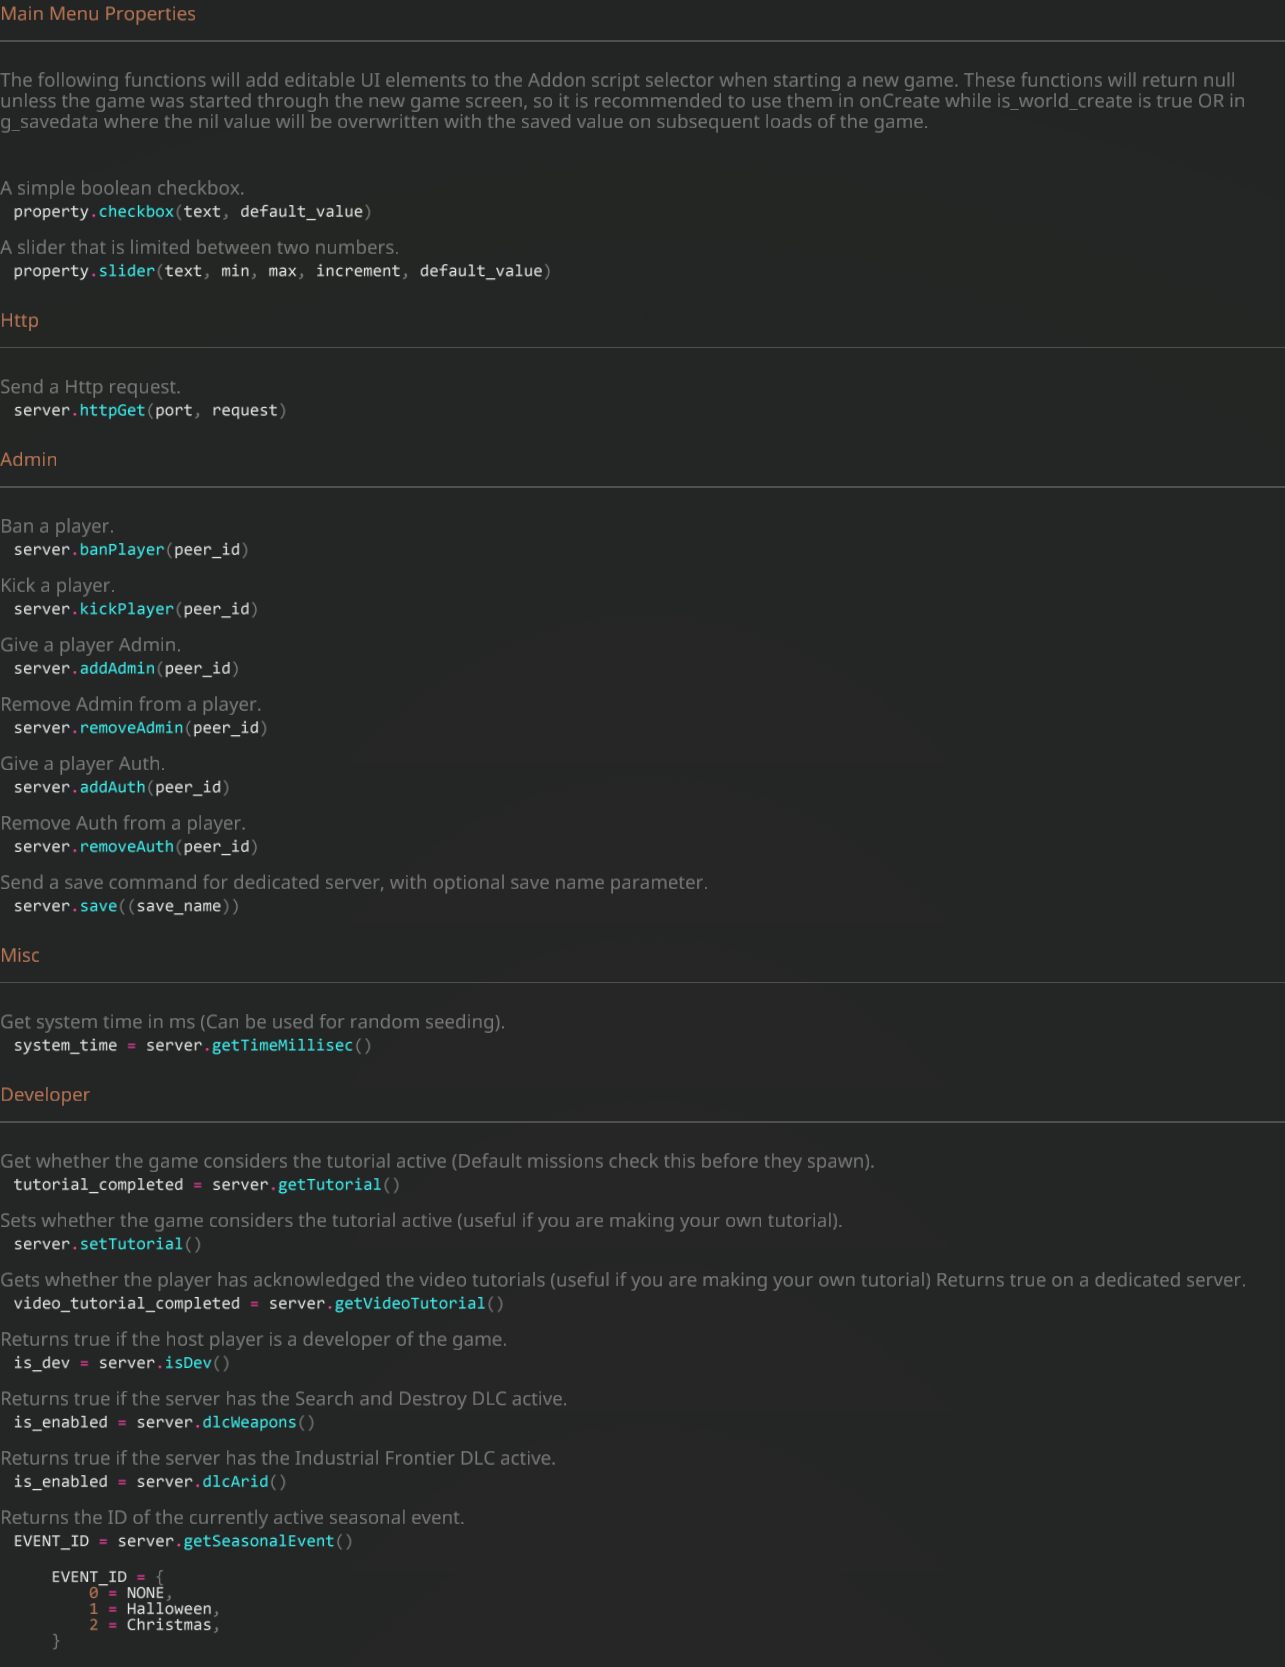 Main Menu Properties
The following functions will add editable UI elements to the Addon script selector when starting a new game. These functions will return null
unless the game was started through the new game screen, so it is recommended to use them in onCreate while is_world_create is true OR in
g_savedata where the nil value will be overwritten with the saved value on subsequent loads of the game.
A simple boolean checkbox.
property.checkbox(text, default_value)
A slider that is limited between two numbers.
property.slider(text, min, max, increment, default_value)
Http
Send a Http request.
server.httpGet(port, request)
Admin
Ban a player.
server.banPlayer(peer_id)
Kick a player.
server.kickPlayer(peer_id)
Give a player Admin.
server.addAdmin(peer_id)
Remove Admin from a player.
server.removeAdmin(peer_id)
Give a player Auth.
server.addAuth(peer_id)
Remove Auth from a player.
server.removeAuth(peer_id)
Send a save command for dedicated server, with optional save name parameter.
server.save((save_name))
Misc
Get system time in ms (Can be used for random seeding).
system_time = server.getTimeMillisec()
Developer
Get whether the game considers the tutorial active (Default missions check this before they spawn).
tutorial_completed = server.getTutorial()
Sets whether the game considers the tutorial active (useful if you are making your own tutorial).
server.setTutorial()
Gets whether the player has acknowledged the video tutorials (useful if you are making your own tutorial) Returns true on a dedicated server.
video_tutorial_completed = server.getVideoTutorial()
Returns true if the host player is a developer of the game.
is_dev = server.isDev()
Returns true if the server has the Search and Destroy DLC active.
is_enabled = server.dlcWeapons()
Returns true if the server has the Industrial Frontier DLC active.
is_enabled = server.dlcArid()
Returns the ID of the currently active seasonal event.
EVENT_ID = server.getSeasonalEvent()
EVENT_ID = {
0 = NONE,
1 = Halloween,
2 = Christmas,
}